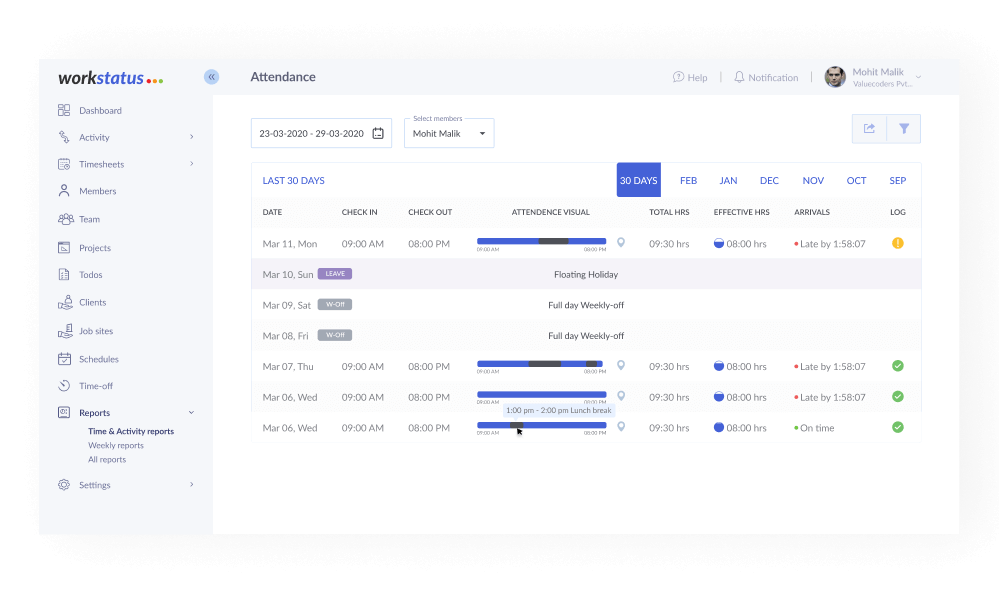 workstatus
Attendance
Help
Notification
Mohit Malik
Valuecoders Pvt...
Dashboard
Activity
Timesheets
Members
Team
Projects
Todos
Clients
Job sites
Schedules
Time-off
Reports
Time & Activity reports
Weekly reports
All reports
Settings
23-03-2020 - 29-03-2020
Select members
Mohit Malik
LAST 30 DAYS 30 DAYS FEB JAN DEC NOV OCT SEP
DATE CHECK IN CHECK OUT ATTENDENCE VISUAL TOTAL HRS EFFECTIVE HRS ARRIVALS LOG
Mar 11, Mon 09:00 AM 08:00 PM 09:30 hrs 08:00 hrs Late by 1:58:07
09:00 AM 08:00 PM
Mar 10, Sun LEAVE Floating Holiday
Mar 09, Sat W-Off Full day Weekly-off
Mar 08, Fri W-Off Full day Weekly-off
Mar 07, Thu 09:00 AM 08:00 PM 09:30 hrs 08:00 hrs Late by 1:58:07
09:00 AM 08:00 PM
Mar 06, Wed 09:00 AM 08:00 PM 09:30 hrs 08:00 hrs Late by 1:58:07
09:00 AM 08:00 PM
1:00 pm - 2:00 pm Lunch break
Mar 06, Wed 09:00 AM 08:00 PM 09:30 hrs 08:00 hrs On time
09:00 AM 08:00 PM